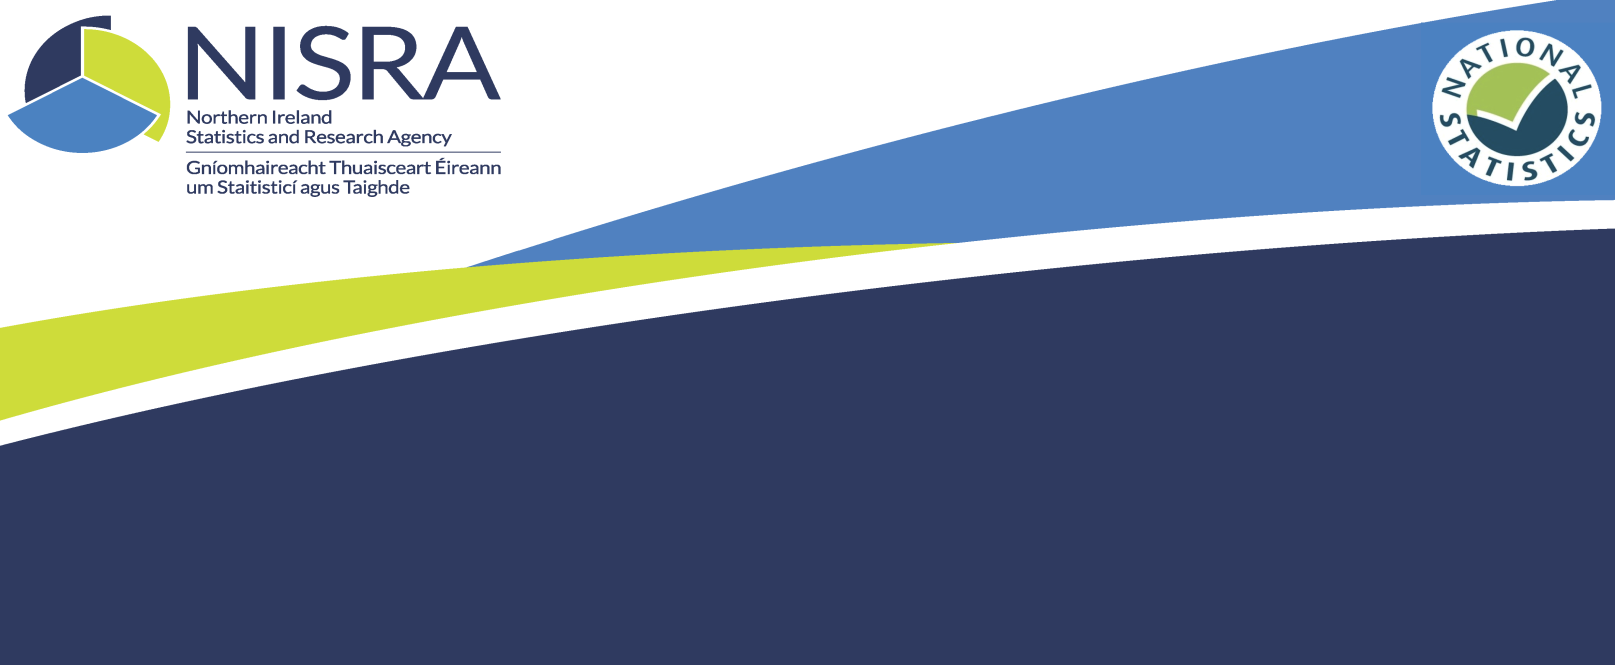 NISRA
Northern Ireland
Statistics and Research Agency
Gníomhaireacht Thuaisceart Éireann
um Staitisticí agus Taighde
NATIONAL
STATISTICS